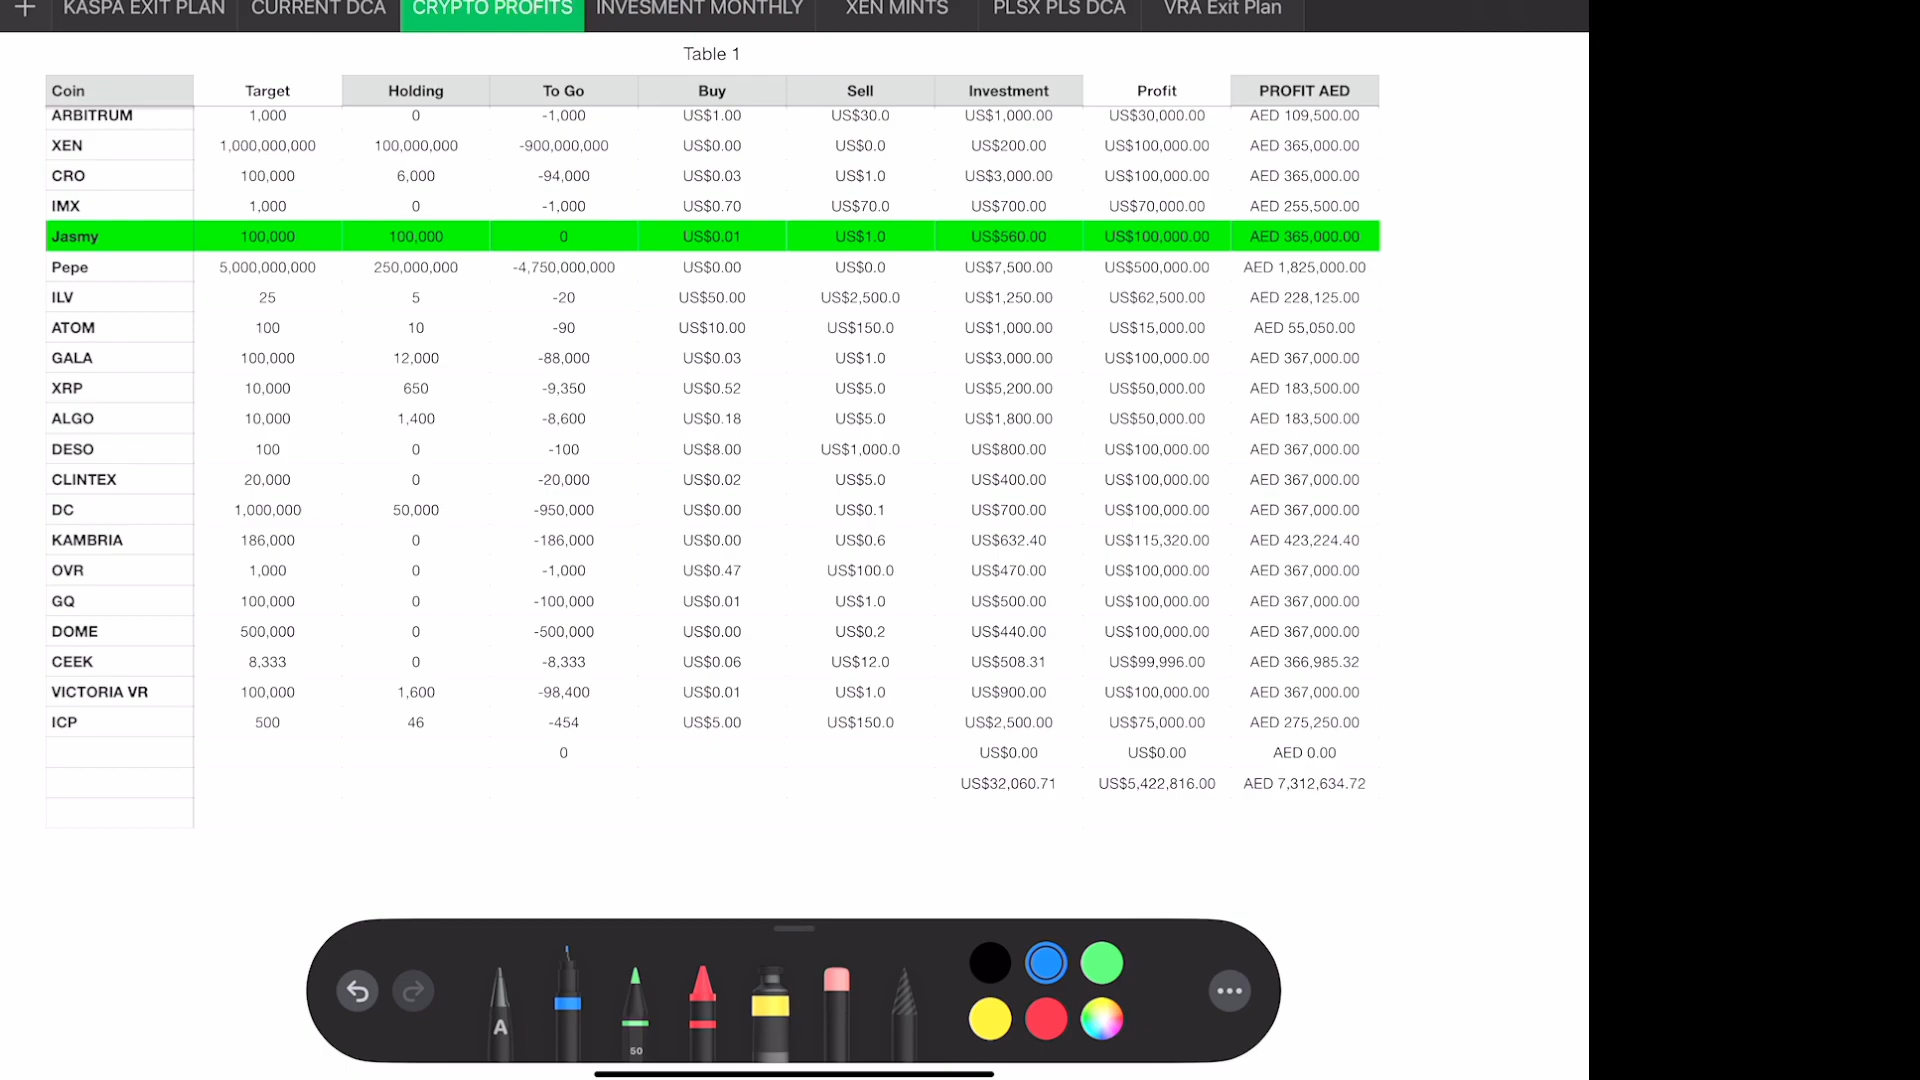 KASPA EXIT PLAN CURRENT DCA CRYPTO PROFITS INVESMENT MONTHLY XEN MINTS PLSX PLS DCA VRA Exit Plan
Table 1
Coin Target Holding To Go Buy Sell Investment Profit PROFIT AED
ARBITRUM 1,000 0 -1,000 US$1.00 US$30.0 US$1,000.00 US$30,000.00 AED 109,500.00
XEN 1,000,000,000 100,000,000 -900,000,000 US$0.00 US$0.0 US$200.00 US$100,000.00 AED 365,000.00
CRO 100,000 6,000 -94,000 US$0.03 US$1.0 US$3,000.00 US$100,000.00 AED 365,000.00
IMX 1,000 0 -1,000 US$0.70 US$70.0 US$700.00 US$70,000.00 AED 255,500.00
Jasmy 100,000 100,000 0 US$0.01 US$1.0 US$560.00 US$100,000.00 AED 365,000.00
Pepe 5,000,000,000 250,000,000 -4,750,000,000 US$0.00 US$0.0 US$7,500.00 US$500,000.00 AED 1,825,000.00
ILV 25 5 -20 US$50.00 US$2,500.0 US$1,250.00 US$62,500.00 AED 228,125.00
ATOM 100 10 -90 US$10.00 US$150.0 US$1,000.00 US$15,000.00 AED 55,050.00
GALA 100,000 12,000 -88,000 US$0.03 US$1.0 US$3,000.00 US$100,000.00 AED 367,000.00
XRP 10,000 650 -9,350 US$0.52 US$5.0 US$5,200.00 US$50,000.00 AED 183,500.00
ALGO 10,000 1,400 -8,600 US$0.18 US$5.0 US$1,800.00 US$50,000.00 AED 183,500.00
DESO 100 0 -100 US$8.00 US$1,000.0 US$800.00 US$100,000.00 AED 367,000.00
CLINTEX 20,000 0 -20,000 US$0.02 US$5.0 US$400.00 US$100,000.00 AED 367,000.00
DC 1,000,000 50,000 -950,000 US$0.00 US$0.1 US$700.00 US$100,000.00 AED 367,000.00
KAMBRIA 186,000 0 -186,000 US$0.00 US$0.6 US$632.40 US$115,320.00 AED 423,224.40
OVR 1,000 0 -1,000 US$0.47 US$100.0 US$470.00 US$100,000.00 AED 367,000.00
GQ 100,000 0 -100,000 US$0.01 US$1.0 US$500.00 US$100,000.00 AED 367,000.00
DOME 500,000 0 -500,000 US$0.00 US$0.2 US$440.00 US$100,000.00 AED 367,000.00
CEEK 8,333 0 -8,333 US$0.06 US$12.0 US$508.31 US$99,996.00 AED 366,985.32
VICTORIA VR 100,000 1,600 -98,400 US$0.01 US$1.0 US$900.00 US$100,000.00 AED 367,000.00
ICP 500 46 -454 US$5.00 US$150.0 US$2,500.00 US$75,000.00 AED 275,250.00
0 US$0.00 US$0.00 AED 0.00
US$32,060.71 US$5,422,816.00 AED 7,312,634.72
A
50